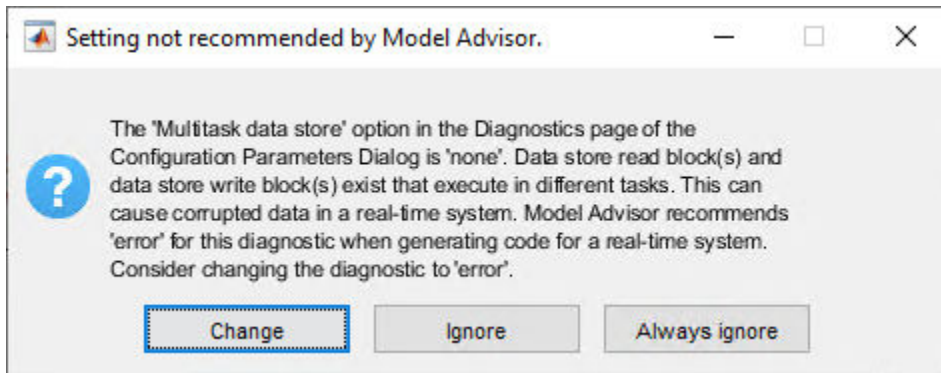 Setting not recommended by Model Advisor.
The 'Multitask data store' option in the Diagnostics page of the
Configuration Parameters Dialog is 'none'. Data store read block(s) and
data store write block(s) exist that execute in different tasks. This can
cause corrupted data in a real-time system. Model Advisor recommends
'error' for this diagnostic when generating code for a real-time system.
Consider changing the diagnostic to 'error'.
Change Ignore Always ignore